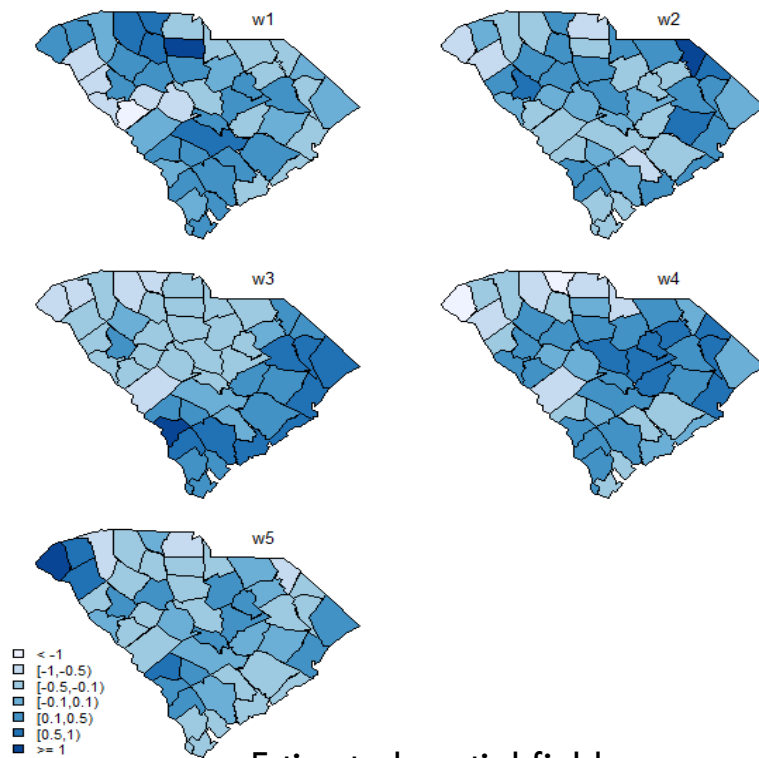 w1
w2
w3
w4
w5
< -1
[-1,-0.5)
[-0.5,-0.1)
[-0.1,0.1)
[0.1,0.5)
[0.5,1)
>= 1